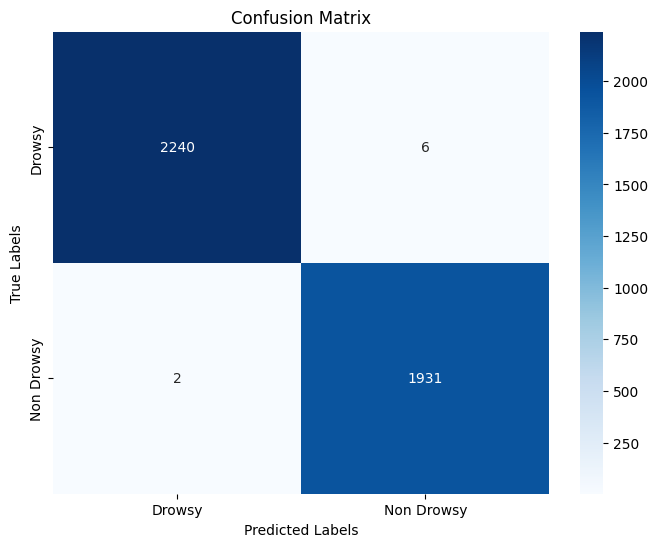 Confusion Matrix
True Labels
Drowsy
2240
6
Non Drowsy
2
1931
Drowsy
Non Drowsy
Predicted Labels
2000
1750
1500
1250
1000
750
500
250